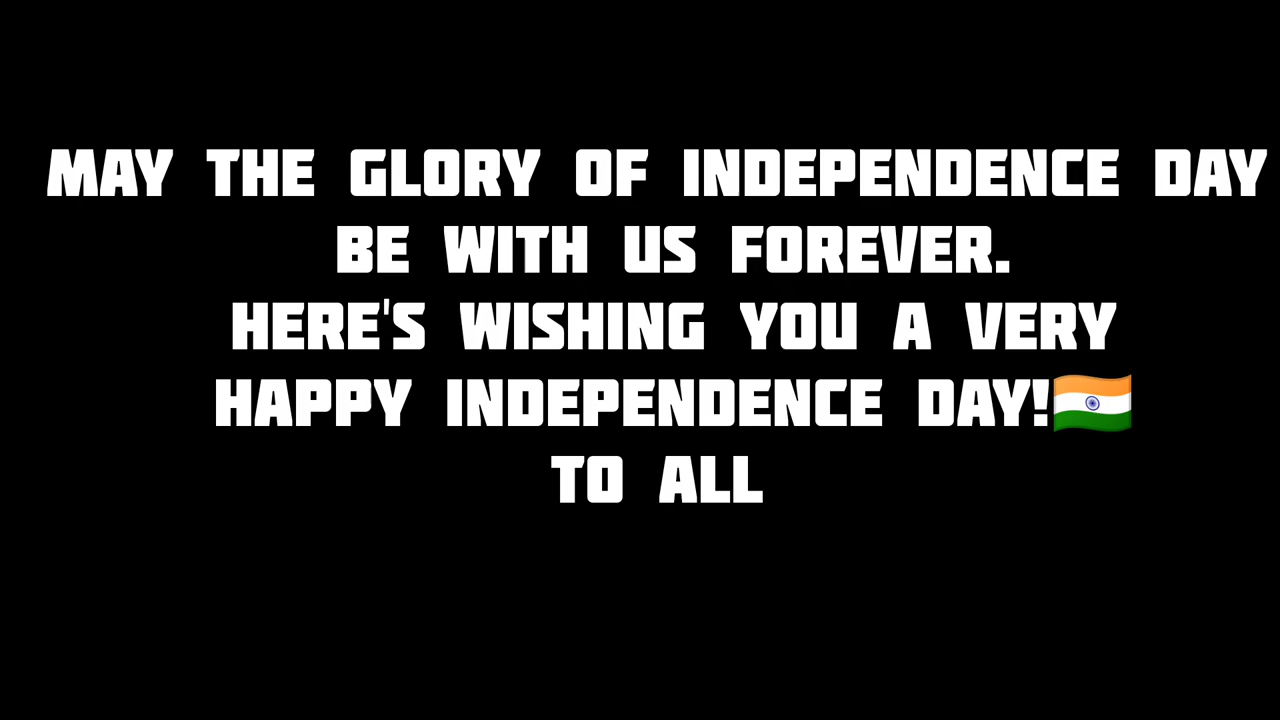 MAY THE GLORY OF INDEPENDENCE DAY
BE WITH US FOREVER.
HERE'S WISHING YOU A VERY
HAPPY INDEPENDENCE DAY!🇮🇳
TO ALL